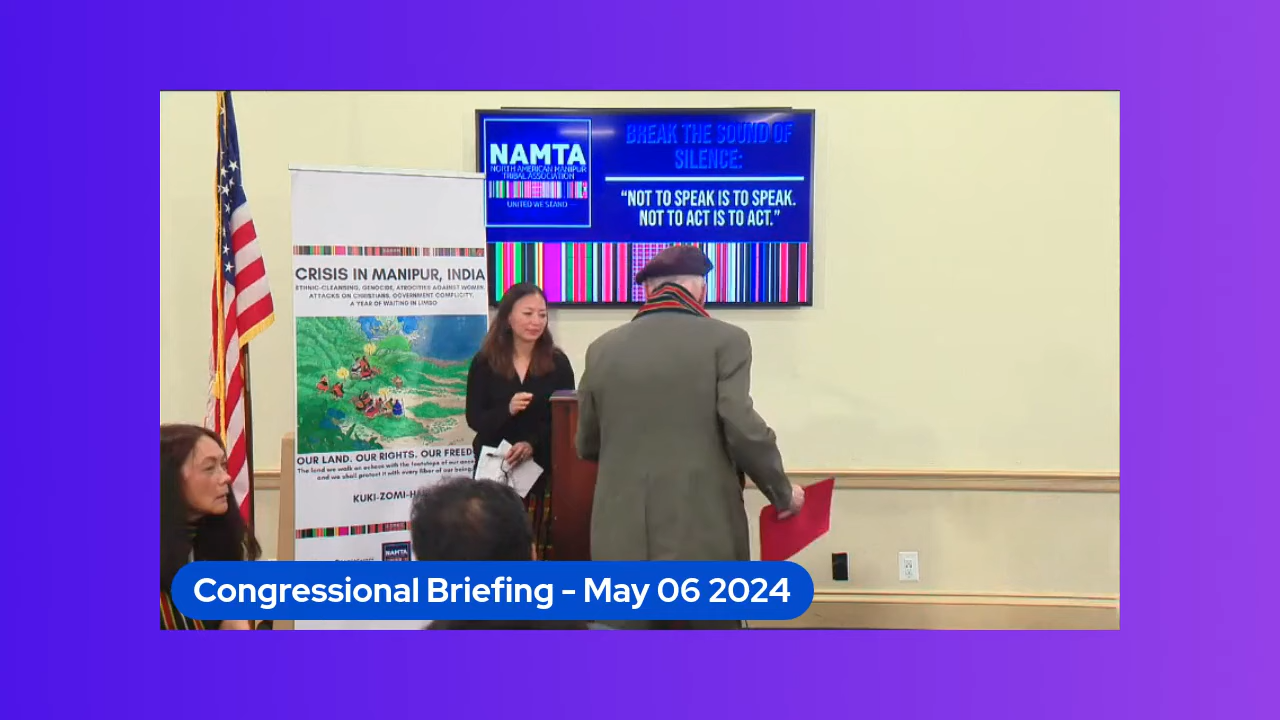 BREAK THE SOUND OF
SILENCE:
NAMTA
NORTH AMERICAN MANIPUR
TRIBAL ASSOCIATION
UNITED WE STAND
“NOT TO SPEAK IS TO SPEAK.
NOT TO ACT IS TO ACT.”
CRISIS IN MANIPUR, INDIA
ETHNIC-CLEANSING, GENOCIDE, ATROCITIES AGAINST WOMEN,
ATTACKS ON CHRISTIANS, GOVERNMENT COMPLICITY,
A YEAR OF WAITING IN LIMBO
OUR LAND. OUR RIGHTS. OUR FREED
The land we walk on echoes with the footsteps of our
and we shall protect it with every fiber of our being.
KUKI-ZOMI-
NAMTA
Congressional Briefing - May 06 2024